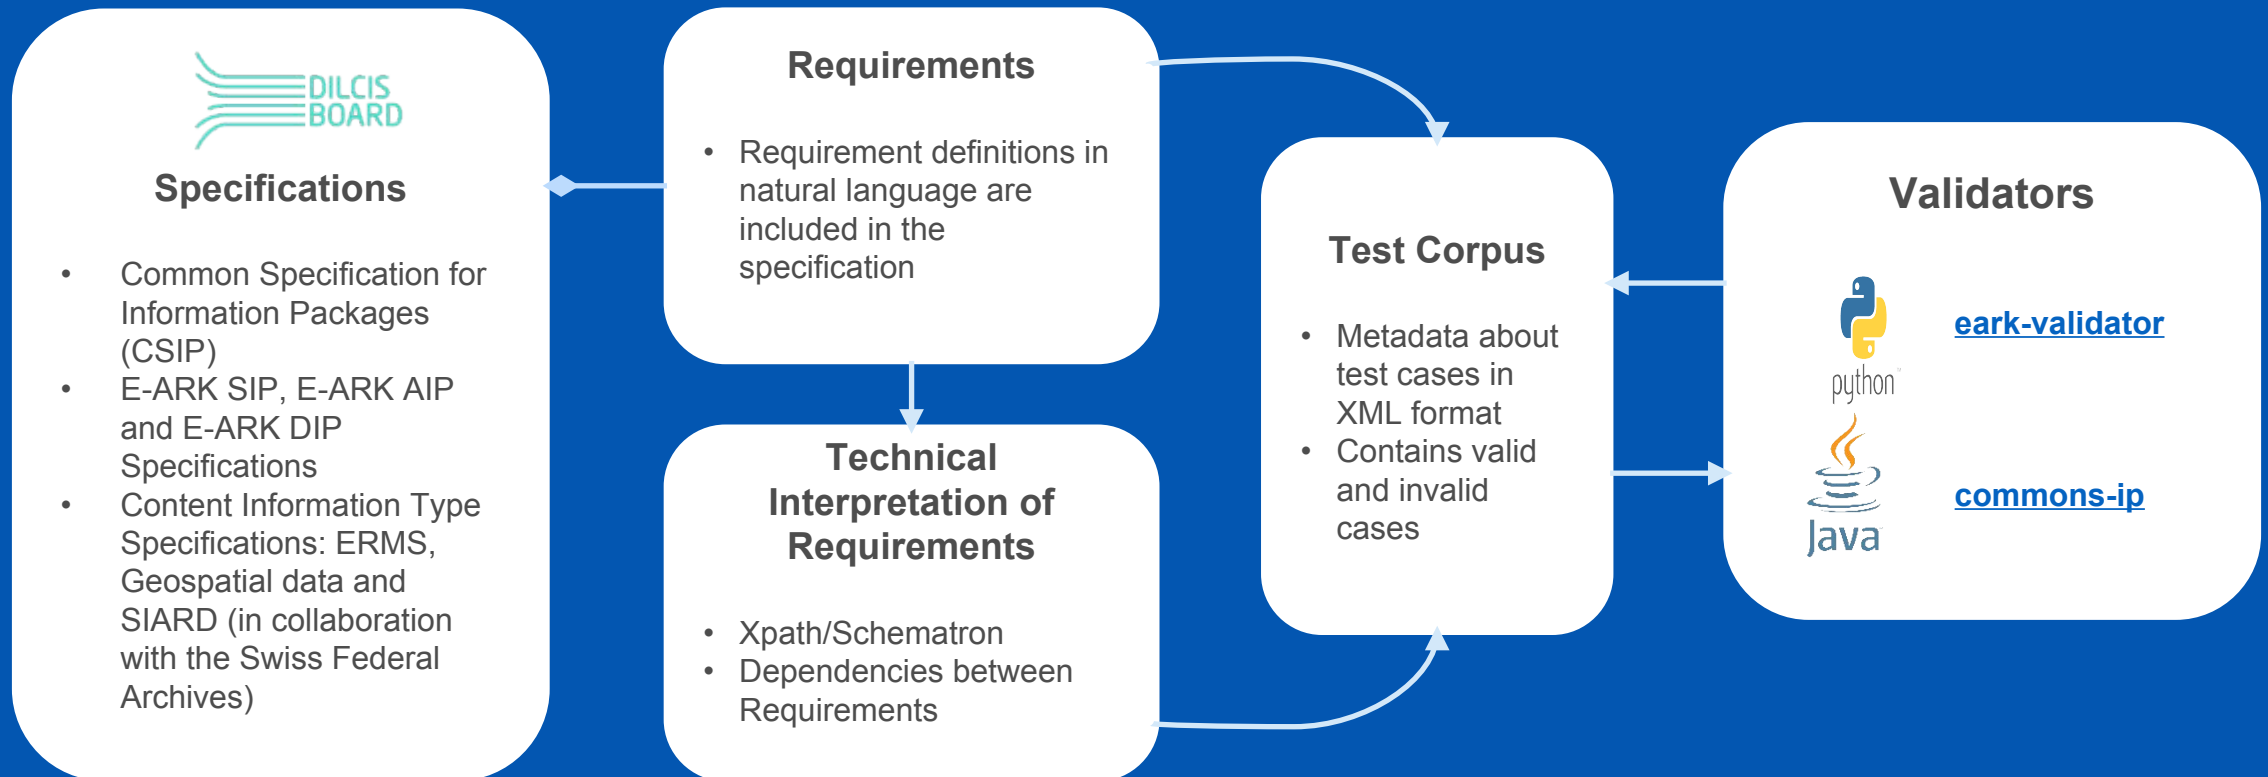 DILCIS
BOARD
Specifications
• Common Specification for
Information Packages
(CSIP)
• E-ARK SIP, E-ARK AIP
and E-ARK DIP
Specifications
• Content Information Type
Specifications: ERMS,
Geospatial data and
SIARD (in collaboration
with the Swiss Federal
Archives)
Requirements
• Requirement definitions in
natural language are
included in the
specification
Technical
Interpretation of
Requirements
• Xpath/Schematron
• Dependencies between
Requirements
Test Corpus
• Metadata about
test cases in
XML format
• Contains valid
and invalid
cases
Validators
python
eark-validator
Java
commons-ip